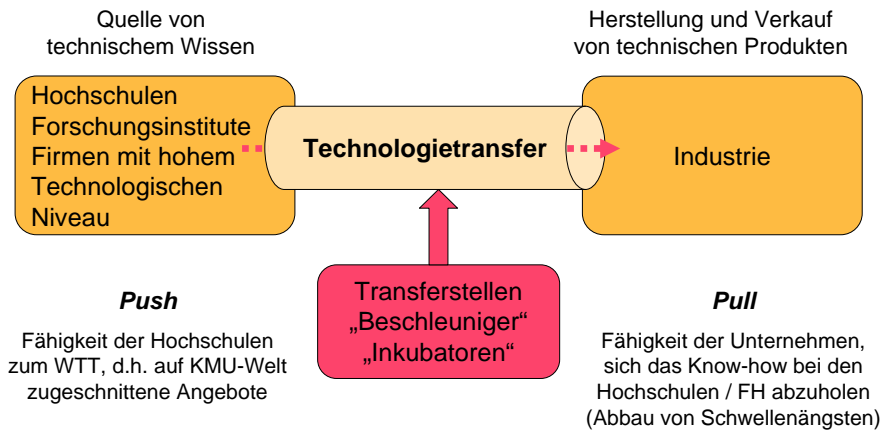 Quelle von
technischem Wissen
Herstellung und Verkauf
von technischen Produkten
Hochschulen
Forschungsinstitute
Firmen mit hohem
Technologischen
Niveau
Technologietransfer
Industrie
Transferstellen
„Beschleuniger“
„Inkubatoren“
Push
Fähigkeit der Hochschulen
zum WTT, d.h. auf KMU-Welt
zugeschnittene Angebote
Pull
Fähigkeit der Unternehmen,
sich das Know-how bei den
Hochschulen / FH abzuholen
(Abbau von Schwellenängsten)